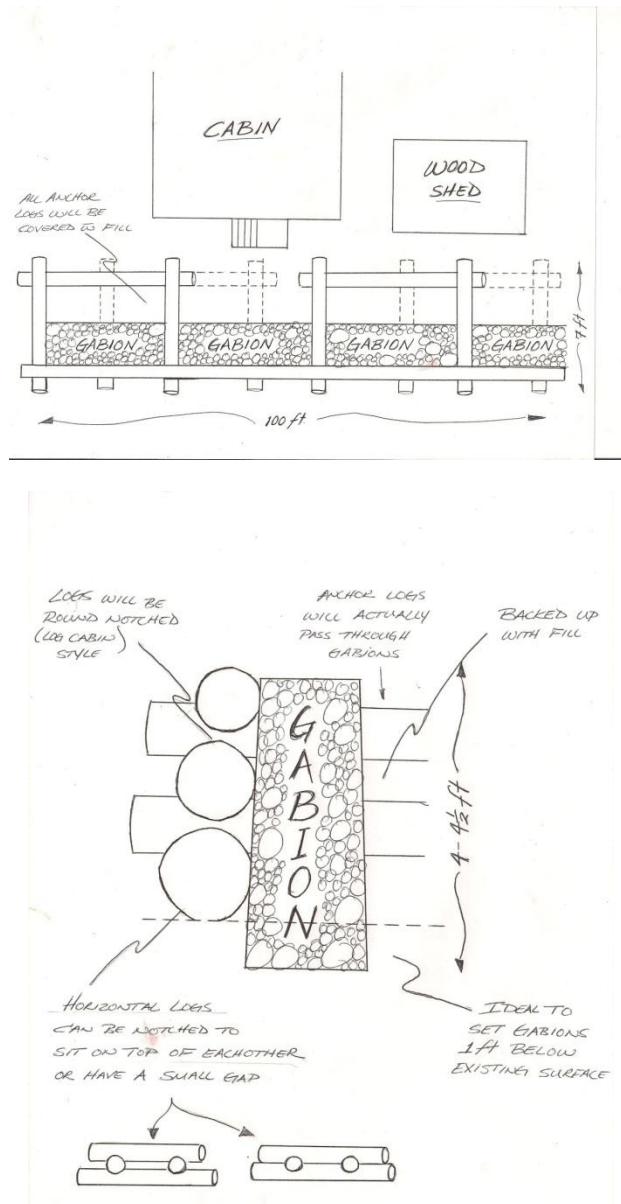 CABIN
WOOD
SHED
ALL ANCHOR
LOGS WILL BE
COVERED IN FILL
GABION
GABION
GABION
GABION
7 ft
100 ft.
LOGS WILL BE
ROUND NOTCHED
(LOG CABIN)
STYLE
ANCHOR LOGS
WILL ACTUALLY
PASS THROUGH
GABIONS
BACKED UP
WITH FILL
GABION
4 - 4 1/2 ft
HORIZONTAL LOGS
CAN BE NOTCHED TO
SIT ON TOP OF EACHOTHER
OR HAVE A SMALL GAP
IDEAL TO
SET GABIONS
1ft BELOW
EXISTING SURFACE